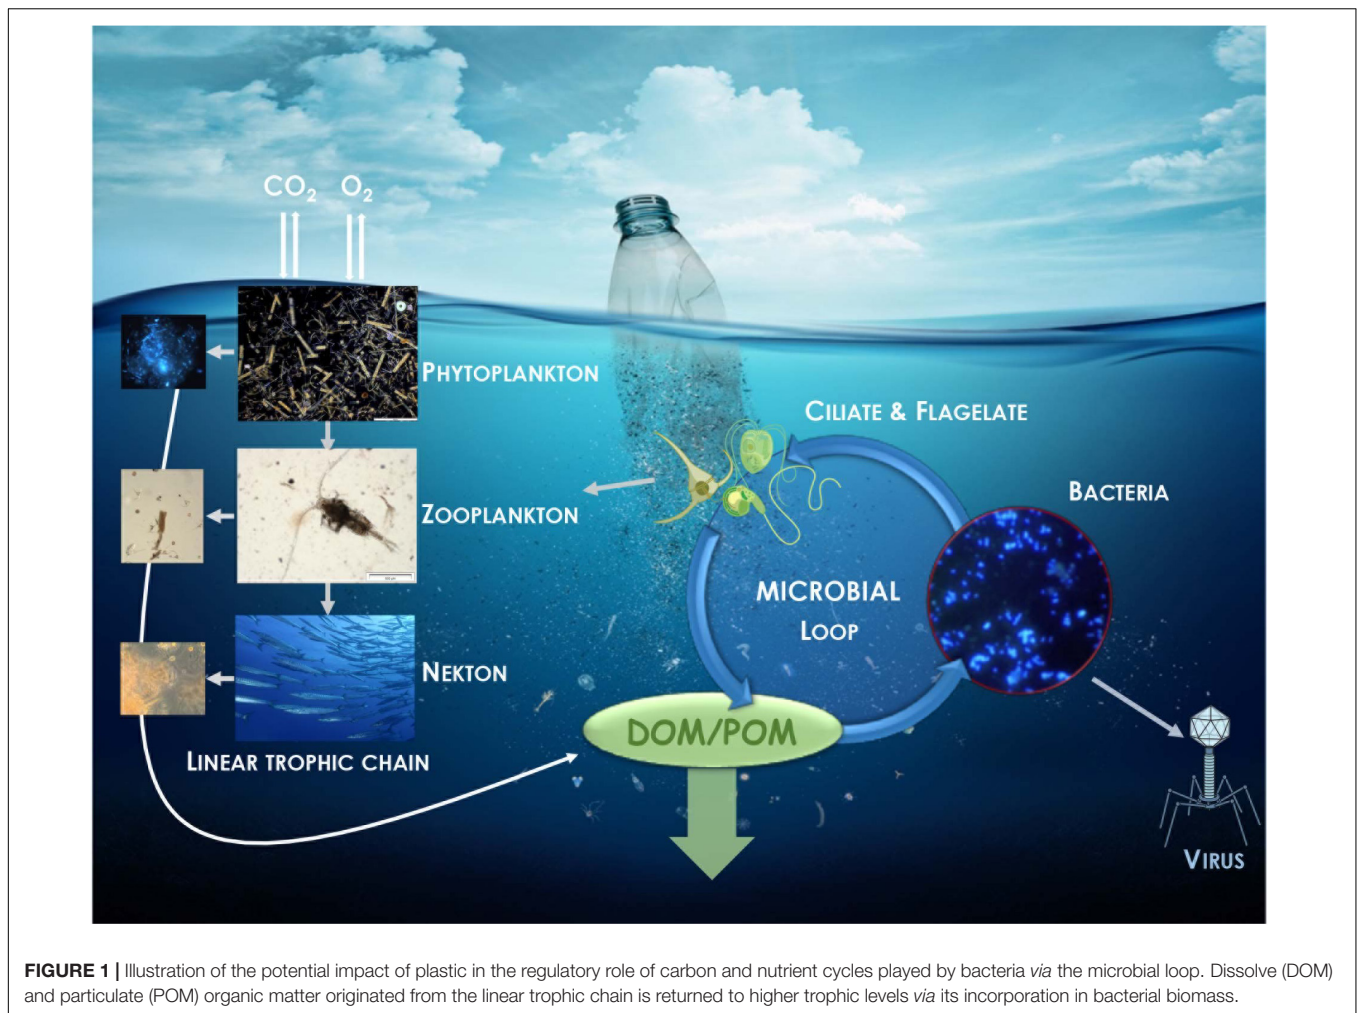 CO₂ O₂
PHYTOPLANKTON
CILIATE & FLAGELATE
BACTERIA
ZOOPLANKTON
MICROBIAL
LOOP
NEKTON
DOM/POM
LINEAR TROPHIC CHAIN
VIRUS
FIGURE 1 | Illustration of the potential impact of plastic in the regulatory role of carbon and nutrient cycles played by bacteria via the microbial loop. Dissolve (DOM)
and particulate (POM) organic matter originated from the linear trophic chain is returned to higher trophic levels via its incorporation in bacterial biomass.